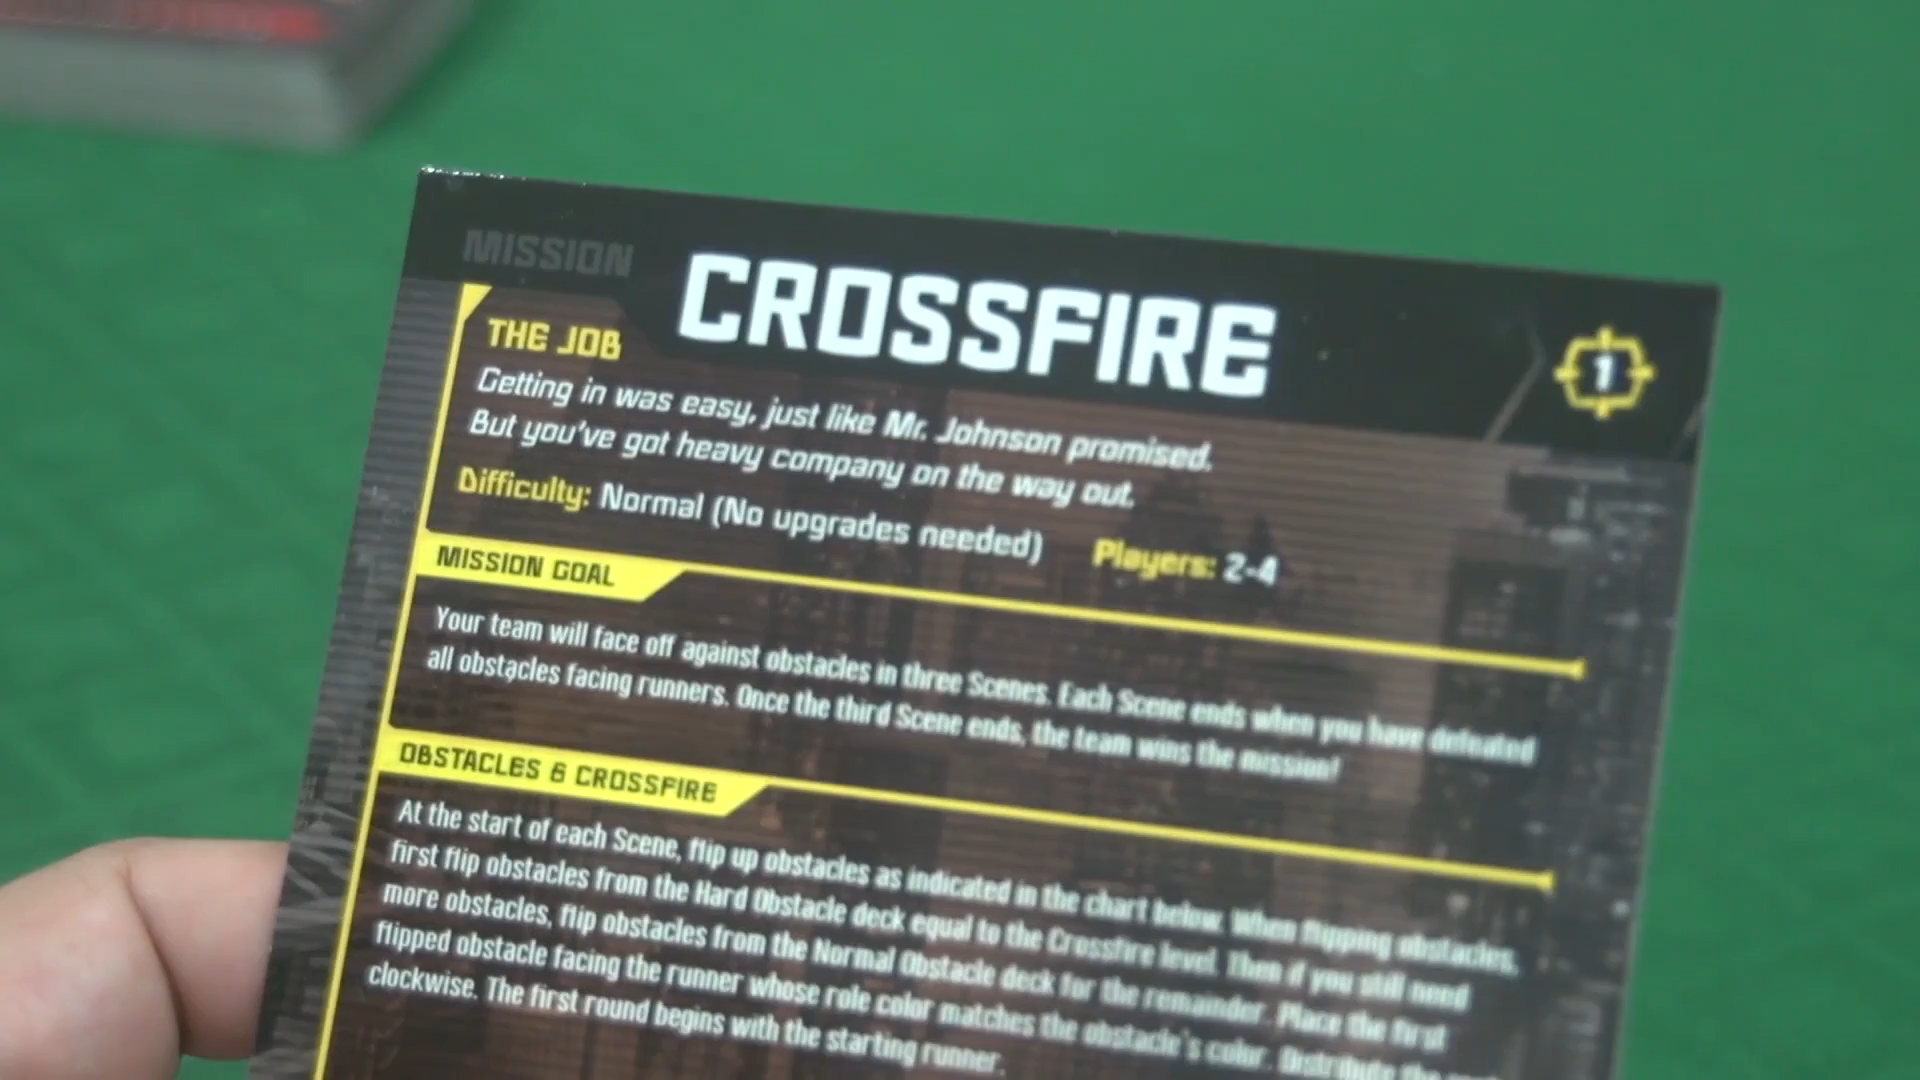 MISSION
CROSSFIRE
1
THE JOB
Getting in was easy, just like Mr. Johnson promised.
But you've got heavy company on the way out.
Difficulty: Normal (No upgrades needed) Players: 2-4
MISSION GOAL
Your team will face off against obstacles in three Scenes. Each Scene ends when you have defeated
all obstacles facing runners. Once the third Scene ends, the team wins the mission!
OBSTACLES & CROSSFIRE
At the start of each Scene, flip up obstacles as indicated in the chart below. When flipping obstacles,
first flip obstacles from the Hard Obstacle deck equal to the Crossfire level. Then if you still need
more obstacles, flip obstacles from the Normal Obstacle deck for the remainder. Place the first
flipped obstacle facing the runner whose role color matches the obstacle's color. Distribute the
clockwise. The first round begins with the starting runner.